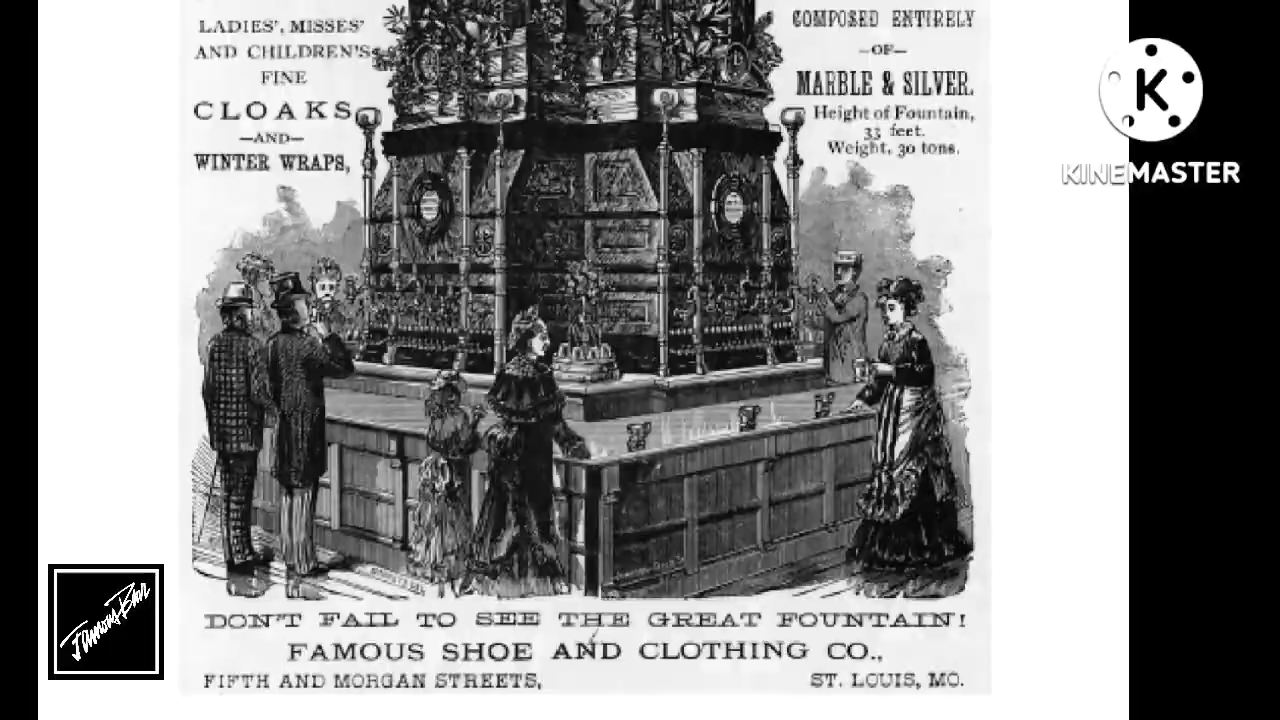 LADIES', MISSES'
AND CHILDREN'S
FINE
CLOAKS
—AND—
WINTER WRAPS,
COMPOSED ENTIRELY
—OF—
MARBLE & SILVER.
Height of Fountain,
33 feet.
Weight, 30 tons.
K
KINEMASTER
Famous Barr
DON'T FAIL TO SEE THE GREAT FOUNTAIN!
FAMOUS SHOE AND CLOTHING CO.,
FIFTH AND MORGAN STREETS,
ST. LOUIS, MO.